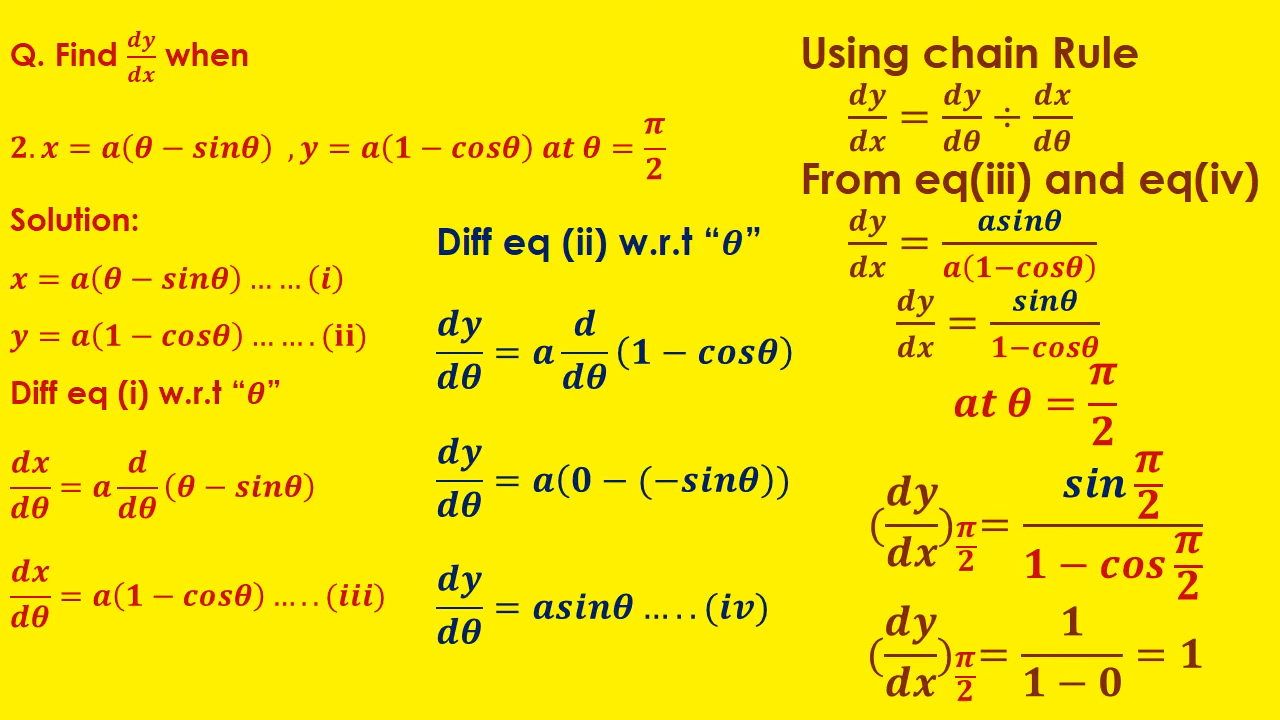 Q. Find dy/dx when
2. x = a(θ − sinθ) , y = a(1 − cosθ) at θ = π/2
Solution:
x = a(θ − sinθ) … … (i)
y = a(1 − cosθ) … … . (ii)
Diff eq (i) w.r.t “θ”
dx/dθ = a d/dθ (θ − sinθ)
dx/dθ = a(1 − cosθ) … . . (iii)
Diff eq (ii) w.r.t “θ”
dy/dθ = a d/dθ (1 − cosθ)
dy/dθ = a(0 − (−sinθ))
dy/dθ = asinθ … . . (iv)
Using chain Rule
dy/dx = dy/dθ ÷ dx/dθ
From eq(iii) and eq(iv)
dy/dx = asinθ/a(1−cosθ)
dy/dx = sinθ/1−cosθ
at θ = π/2
(dy/dx)π/2 = sin π/2 / 1 − cos π/2
(dy/dx)π/2 = 1/1 − 0 = 1